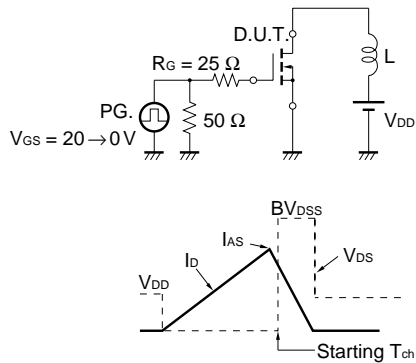 D.U.T.
RG = 25 Ω
L
PG.
50 Ω
VDD
VGS = 20 → 0 V
BVDSS
IAS
ID
VDS
VDD
Starting Tch